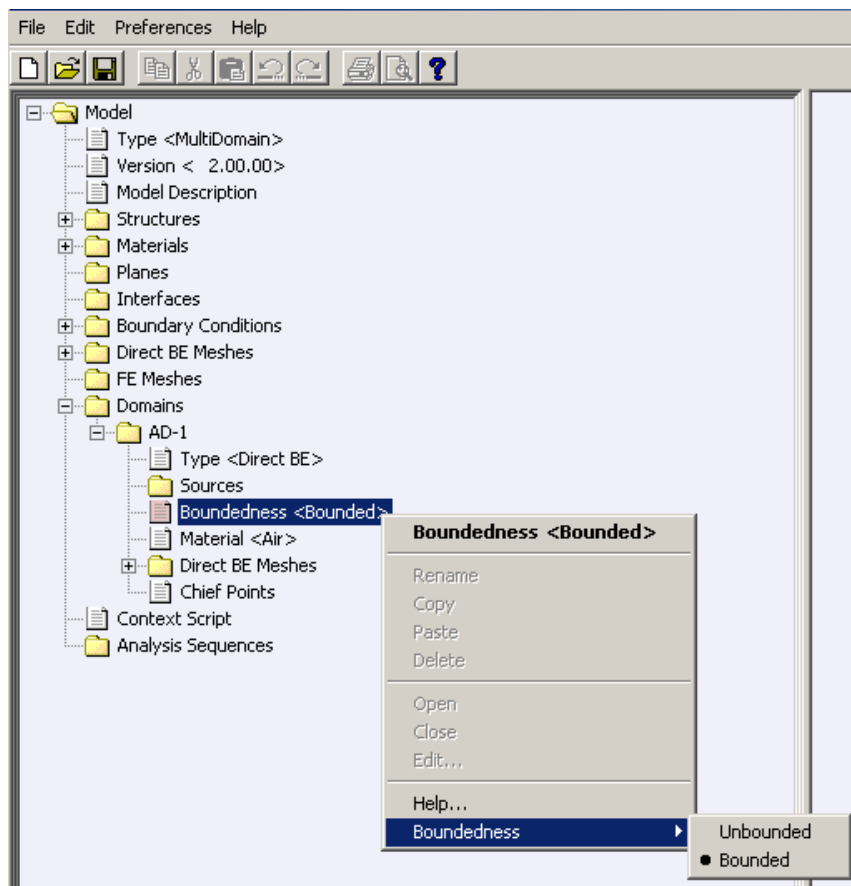 File Edit Preferences Help
?
Model
Type <MultiDomain>
Version < 2.00.00>
Model Description
Structures
Materials
Planes
Interfaces
Boundary Conditions
Direct BE Meshes
FE Meshes
Domains
AD-1
Type <Direct BE>
Sources
Boundedness <Bounded>
Material <Air>
Direct BE Meshes
Chief Points
Context Script
Analysis Sequences
Boundedness <Bounded>
Rename
Copy
Paste
Delete
Open
Close
Edit...
Help...
Boundedness
Unbounded
Bounded